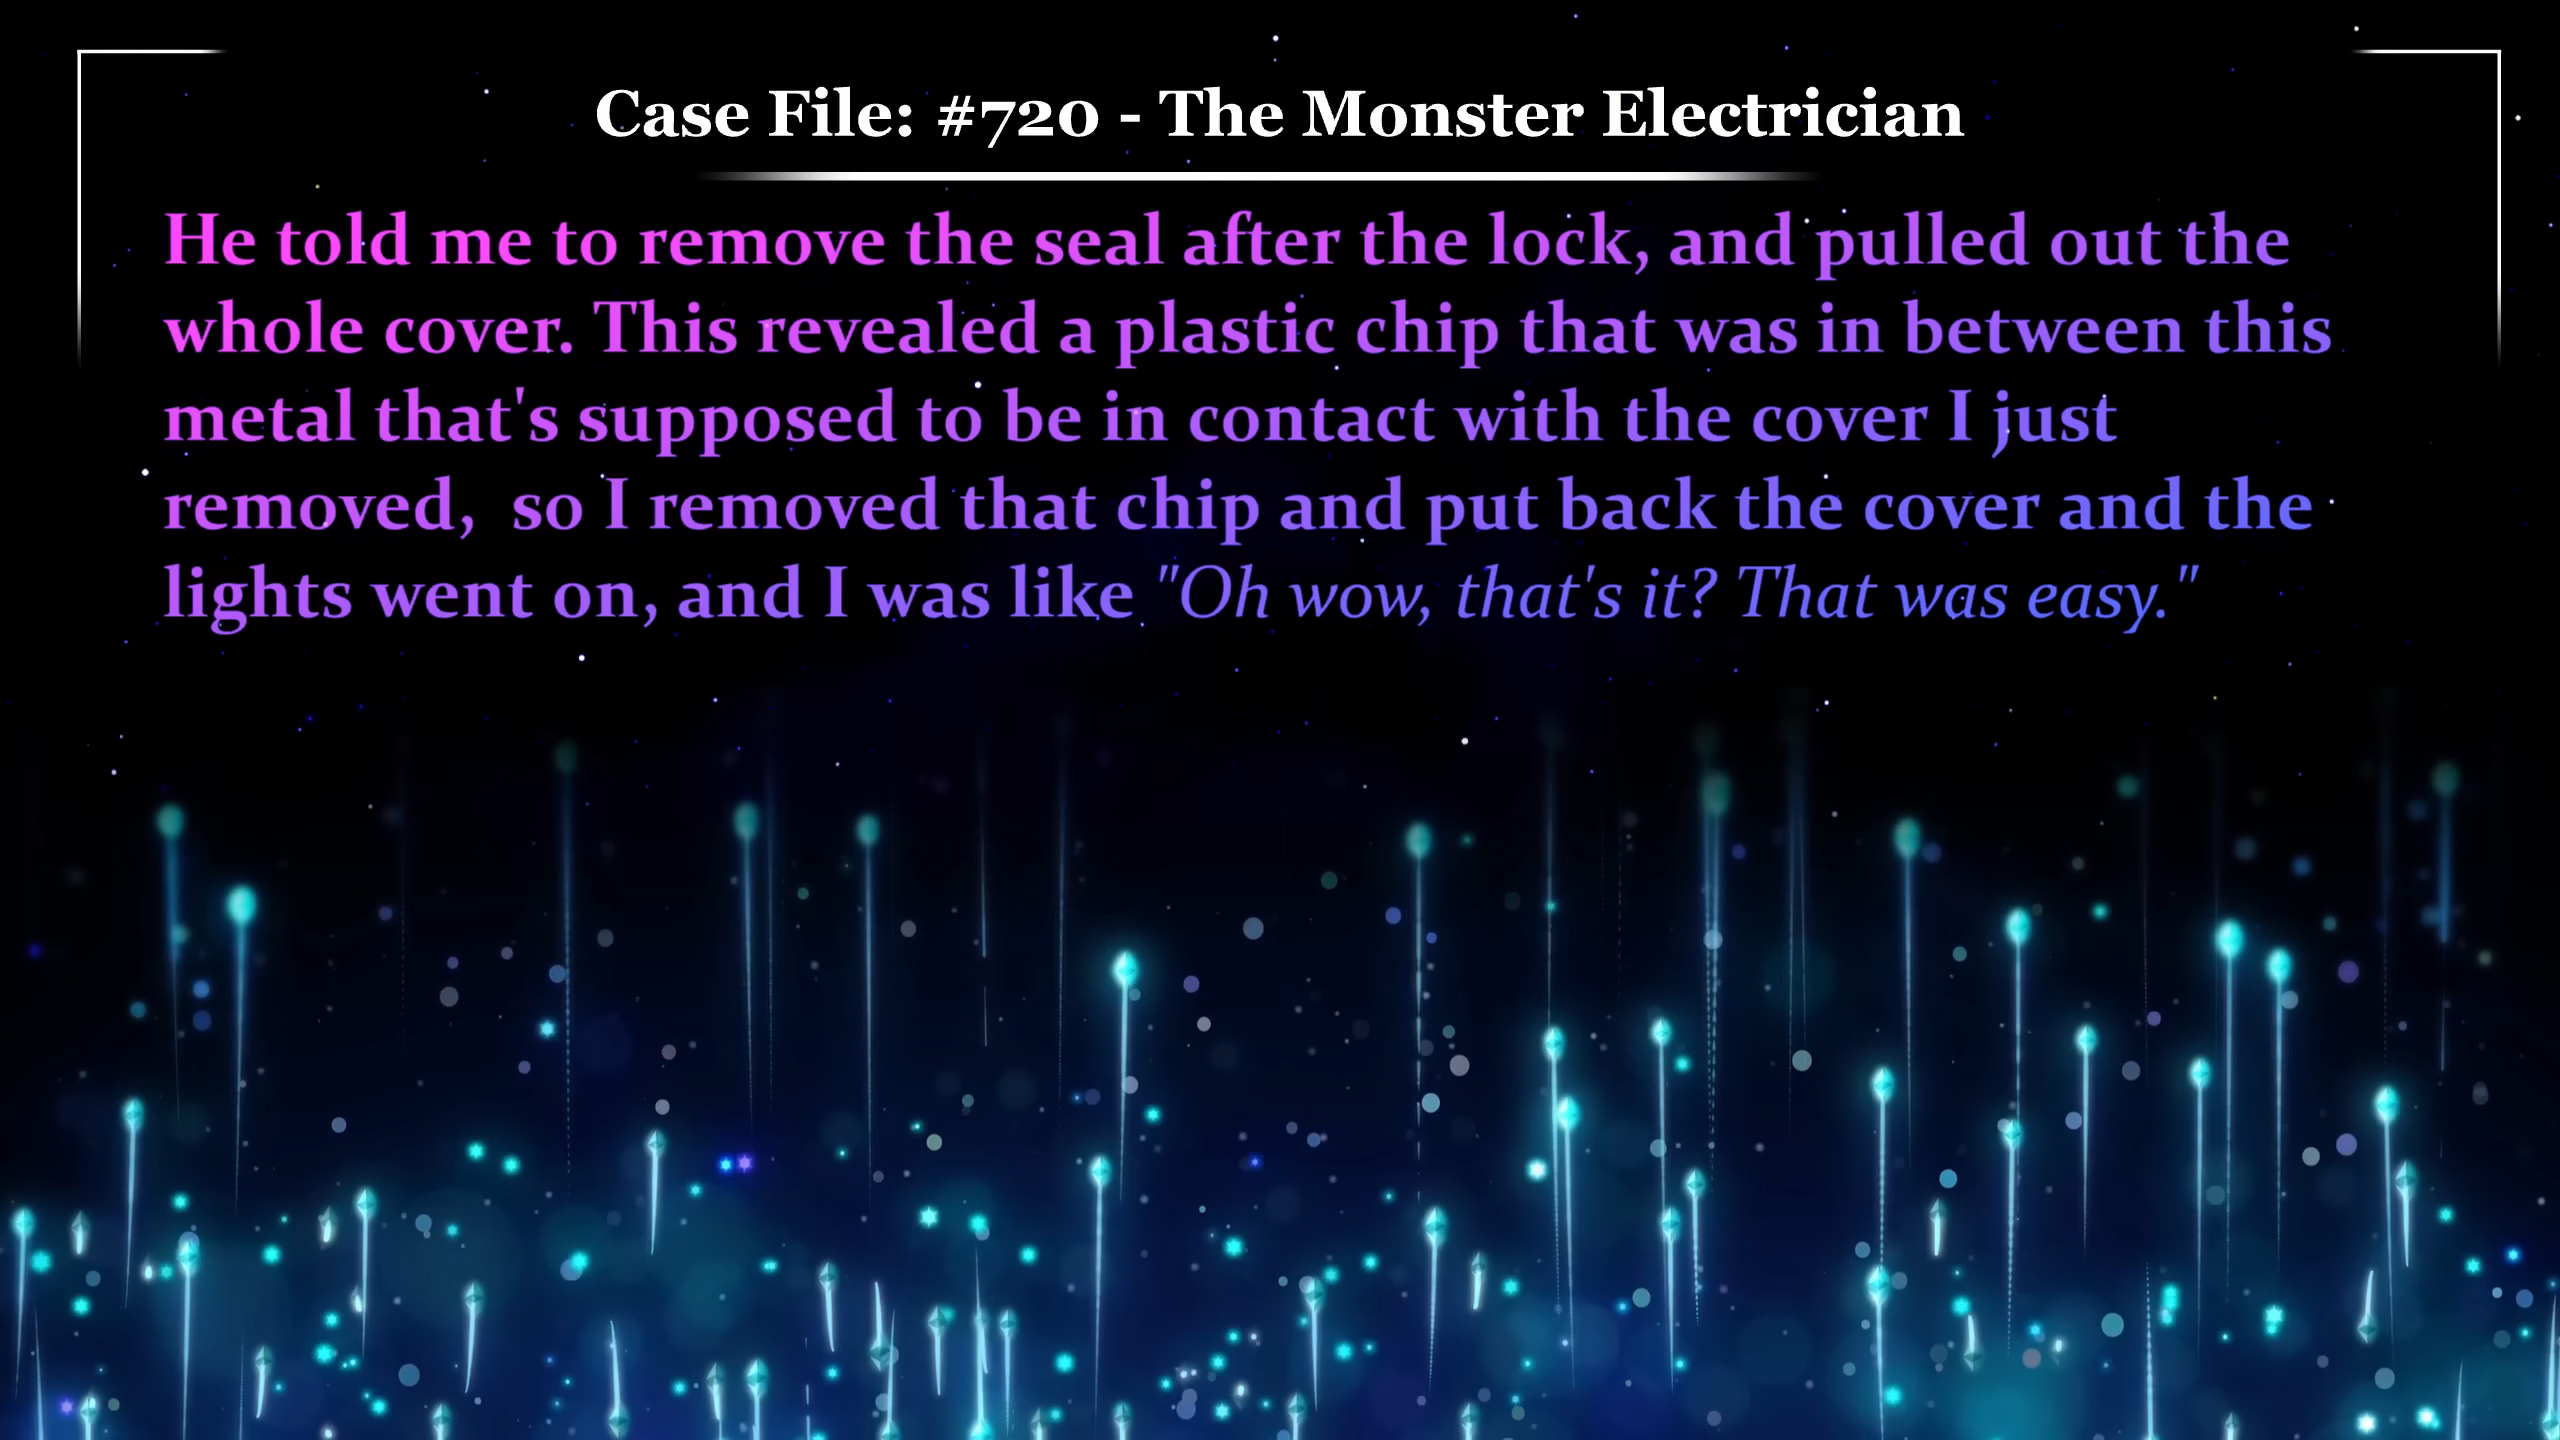 Case File: #720 - The Monster Electrician
He told me to remove the seal after the lock, and pulled out the
whole cover. This revealed a plastic chip that was in between this
metal that's supposed to be in contact with the cover I just
removed,  so I removed that chip and put back the cover and the
lights went on, and I was like "Oh wow, that's it? That was easy."